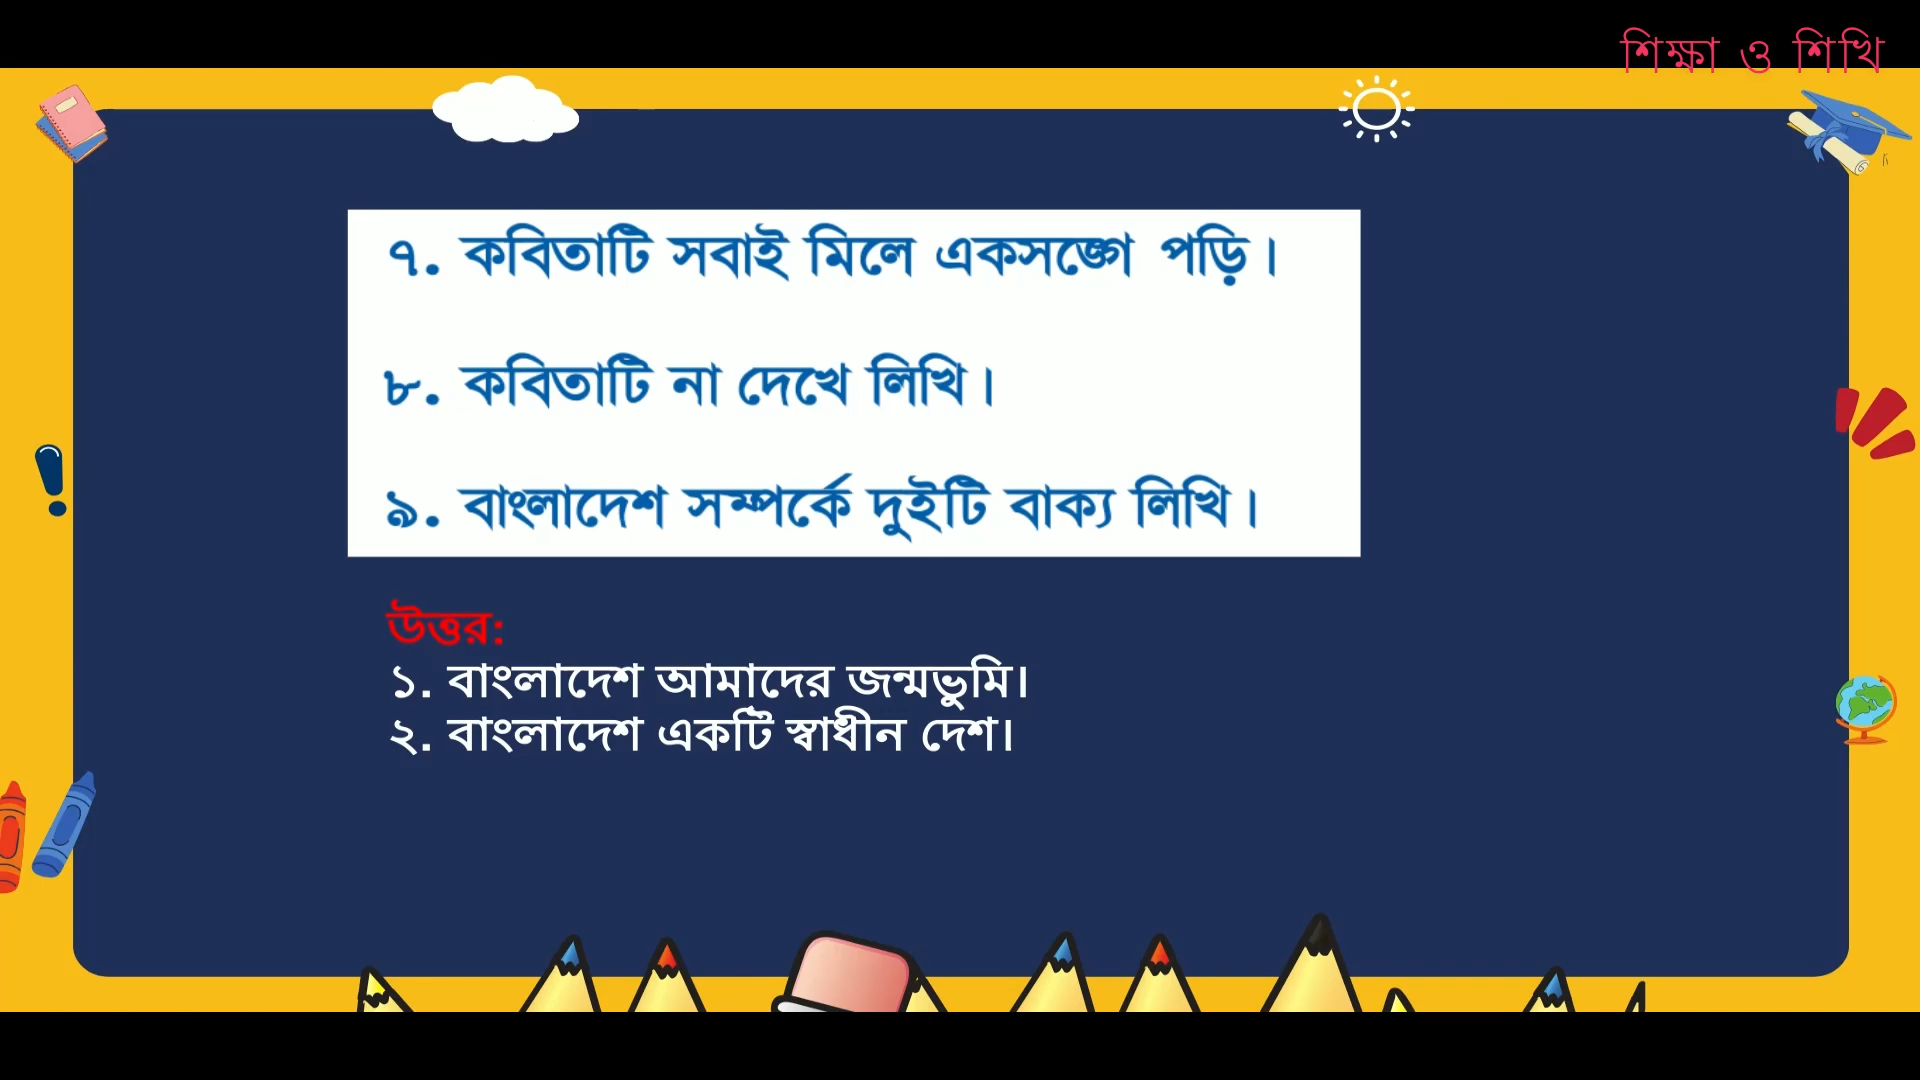 শিক্ষা ও শিখি
৭. কবিতাটি সবাই মিলে একসঙ্গে পড়ি।
৮. কবিতাটি না দেখে লিখি।
৯. বাংলাদেশ সম্পর্কে দুইটি বাক্য লিখি।
উত্তর:
১. বাংলাদেশ আমাদের জন্মভুমি।
২. বাংলাদেশ একটি স্বাধীন দেশ।